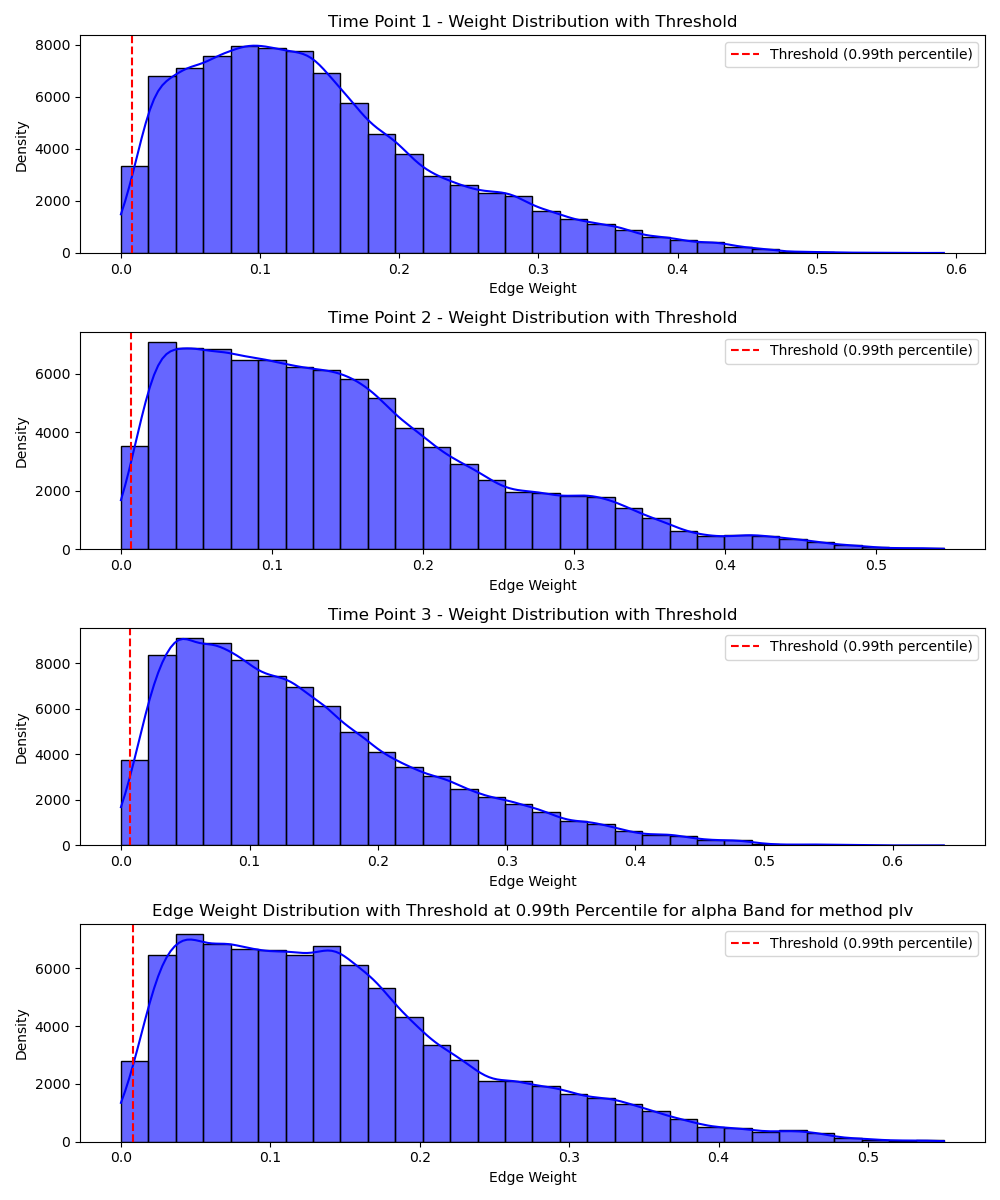 Time Point 1 - Weight Distribution with Threshold
Threshold (0.99th percentile)
Density
8000
6000
4000
2000
0
0.0 0.1 0.2 0.3 0.4 0.5 0.6
Edge Weight
Time Point 2 - Weight Distribution with Threshold
Threshold (0.99th percentile)
Density
6000
4000
2000
0
0.0 0.1 0.2 0.3 0.4 0.5
Edge Weight
Time Point 3 - Weight Distribution with Threshold
Threshold (0.99th percentile)
Density
8000
6000
4000
2000
0
0.0 0.1 0.2 0.3 0.4 0.5 0.6
Edge Weight
Edge Weight Distribution with Threshold at 0.99th Percentile for alpha Band for method plv
Threshold (0.99th percentile)
Density
6000
4000
2000
0
0.0 0.1 0.2 0.3 0.4 0.5
Edge Weight